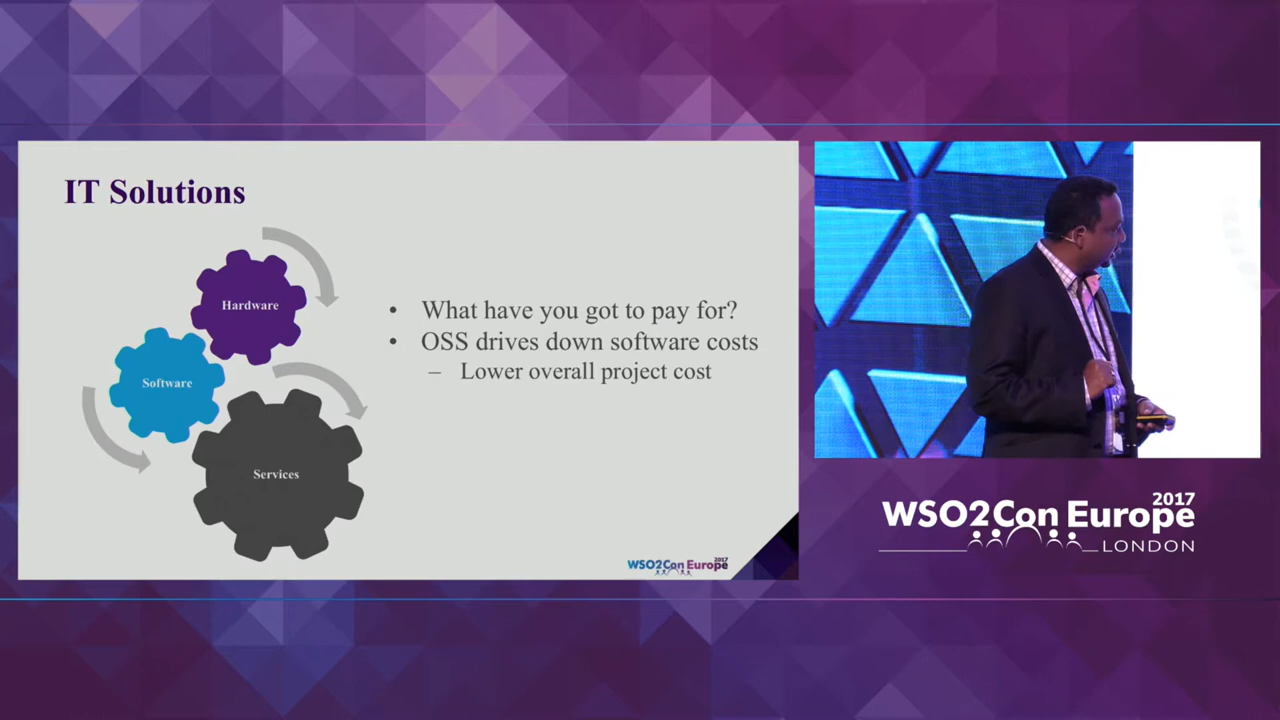 IT Solutions
Hardware
Software
Services
• What have you got to pay for?
• OSS drives down software costs
– Lower overall project cost
WSO2Con Europe 2017
WSO2Con Europe 2017
LONDON